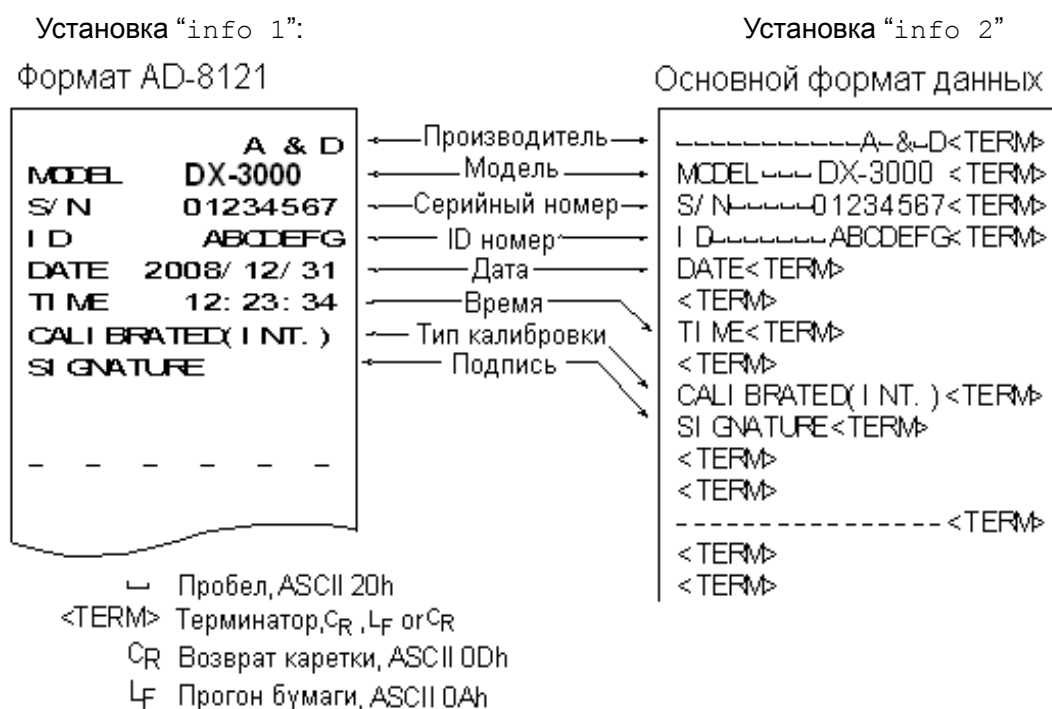 Установка “info 1”:
Установка “info 2”
Формат AD-8121
Основной формат данных
A & D
MODEL DX-3000
S/N 01234567
ID ABCDEFG
DATE 2008/12/31
TIME 12:23:34
CALIBRATED(INT.)
SIGNATURE
- - - - - -
Производитель
Модель
Серийный номер
ID номер
Дата
Время
Тип калибровки
Подпись
␣␣␣␣␣␣␣␣␣␣␣␣␣A␣&␣D<TERM>
MODEL␣␣␣DX-3000 <TERM>
S/N␣␣␣␣␣01234567<TERM>
ID␣␣␣␣␣␣␣ABCDEFG<TERM>
DATE<TERM>
<TERM>
TIME<TERM>
<TERM>
CALIBRATED(INT.)<TERM>
SIGNATURE<TERM>
<TERM>
<TERM>
----------------<TERM>
<TERM>
<TERM>
␣ Пробел, ASCII 20h
<TERM> Терминатор,CR ,LF orCR
CR Возврат каретки, ASCII 0Dh
LF Прогон бумаги, ASCII 0Ah